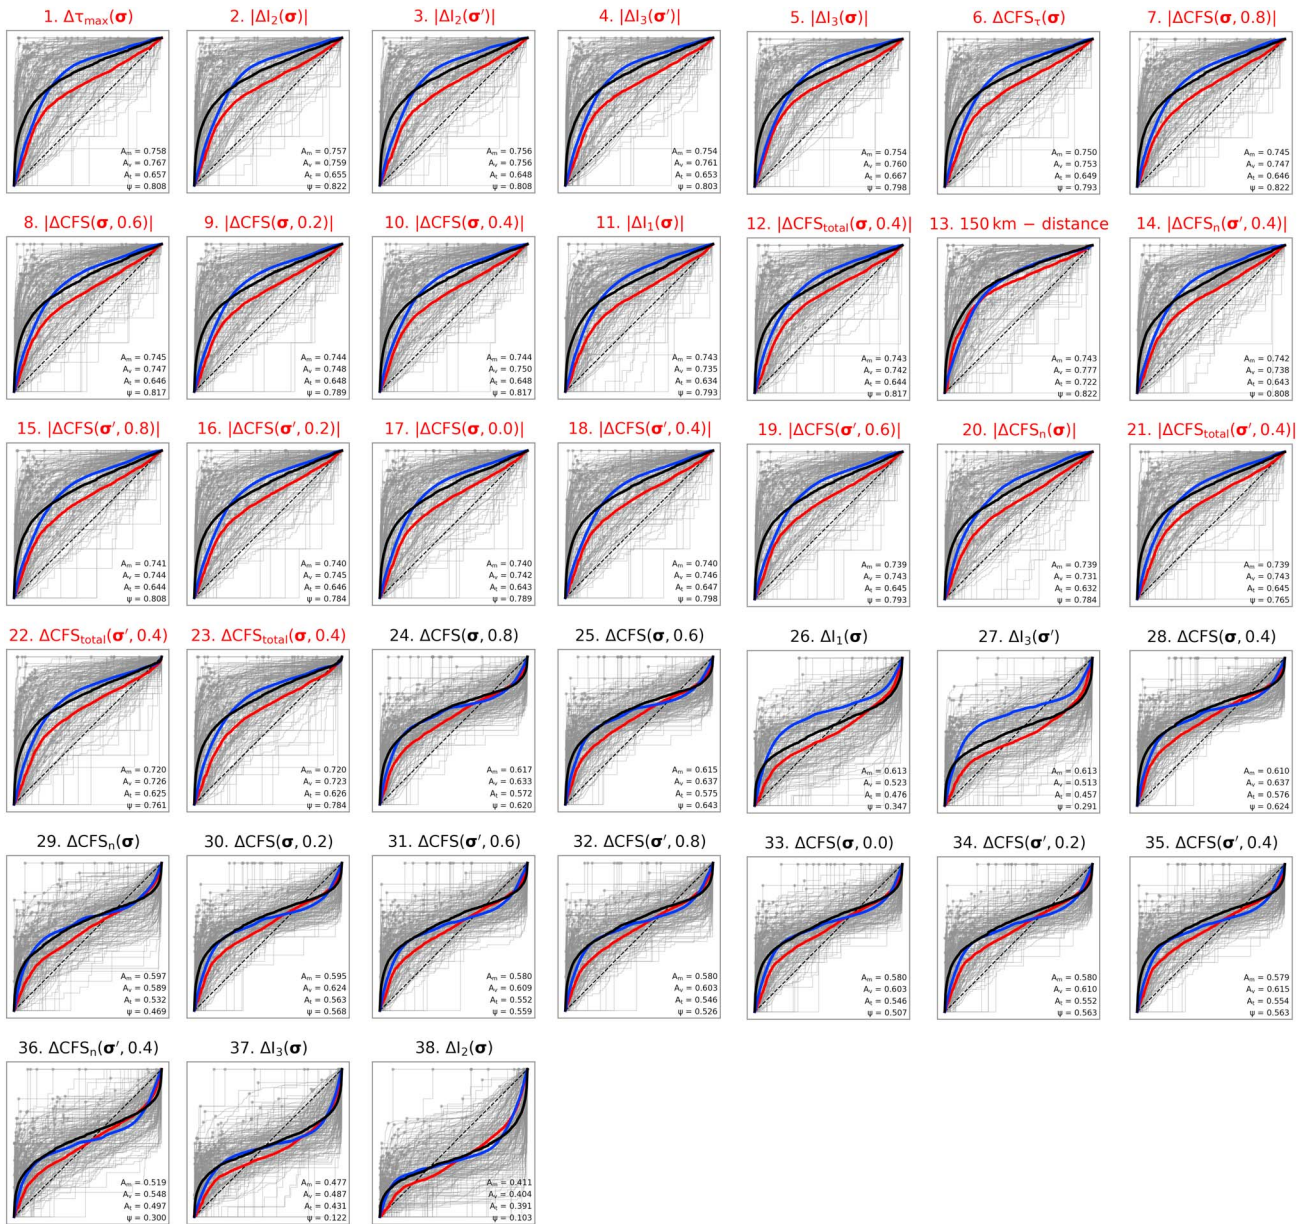 1. Δτmax(σ)
Am = 0.758
Av = 0.767
At = 0.657
ψ = 0.808
2. |ΔI2(σ)|
Am = 0.757
Av = 0.759
At = 0.655
ψ = 0.822
3. |ΔI2(σ′)|
Am = 0.756
Av = 0.756
At = 0.648
ψ = 0.808
4. |ΔI3(σ′)|
Am = 0.754
Av = 0.761
At = 0.653
ψ = 0.803
5. |ΔI3(σ)|
Am = 0.754
Av = 0.760
At = 0.667
ψ = 0.798
6. ΔCFSτ(σ)
Am = 0.750
Av = 0.753
At = 0.649
ψ = 0.793
7. |ΔCFS(σ, 0.8)|
Am = 0.745
Av = 0.747
At = 0.646
ψ = 0.822
8. |ΔCFS(σ, 0.6)|
Am = 0.745
Av = 0.747
At = 0.646
ψ = 0.817
9. |ΔCFS(σ, 0.2)|
Am = 0.744
Av = 0.748
At = 0.648
ψ = 0.789
10. |ΔCFS(σ, 0.4)|
Am = 0.744
Av = 0.750
At = 0.648
ψ = 0.817
11. |ΔI1(σ)|
Am = 0.743
Av = 0.735
At = 0.634
ψ = 0.793
12. |ΔCFStotal(σ, 0.4)|
Am = 0.743
Av = 0.742
At = 0.644
ψ = 0.817
13. 150 km − distance
Am = 0.743
Av = 0.777
At = 0.722
ψ = 0.822
14. |ΔCFSn(σ′, 0.4)|
Am = 0.742
Av = 0.738
At = 0.643
ψ = 0.808
15. |ΔCFS(σ′, 0.8)|
Am = 0.741
Av = 0.744
At = 0.644
ψ = 0.808
16. |ΔCFS(σ′, 0.2)|
Am = 0.740
Av = 0.745
At = 0.646
ψ = 0.784
17. |ΔCFS(σ, 0.0)|
Am = 0.740
Av = 0.742
At = 0.643
ψ = 0.789
18. |ΔCFS(σ′, 0.4)|
Am = 0.740
Av = 0.746
At = 0.647
ψ = 0.798
19. |ΔCFS(σ′, 0.6)|
Am = 0.739
Av = 0.743
At = 0.645
ψ = 0.793
20. |ΔCFSn(σ)|
Am = 0.739
Av = 0.731
At = 0.632
ψ = 0.784
21. |ΔCFStotal(σ′, 0.4)|
Am = 0.739
Av = 0.743
At = 0.645
ψ = 0.765
22. ΔCFStotal(σ′, 0.4)
Am = 0.720
Av = 0.726
At = 0.625
ψ = 0.761
23. ΔCFStotal(σ, 0.4)
Am = 0.720
Av = 0.723
At = 0.626
ψ = 0.784
24. ΔCFS(σ, 0.8)
Am = 0.617
Av = 0.633
At = 0.572
ψ = 0.620
25. ΔCFS(σ, 0.6)
Am = 0.615
Av = 0.637
At = 0.575
ψ = 0.643
26. ΔI1(σ)
Am = 0.613
Av = 0.523
At = 0.476
ψ = 0.347
27. ΔI3(σ′)
Am = 0.613
Av = 0.513
At = 0.457
ψ = 0.291
28. ΔCFS(σ, 0.4)
Am = 0.610
Av = 0.637
At = 0.576
ψ = 0.624
29. ΔCFSn(σ)
Am = 0.597
Av = 0.589
At = 0.532
ψ = 0.469
30. ΔCFS(σ, 0.2)
Am = 0.595
Av = 0.624
At = 0.563
ψ = 0.568
31. ΔCFS(σ′, 0.6)
Am = 0.580
Av = 0.609
At = 0.552
ψ = 0.559
32. ΔCFS(σ′, 0.8)
Am = 0.580
Av = 0.603
At = 0.546
ψ = 0.526
33. ΔCFS(σ, 0.0)
Am = 0.580
Av = 0.603
At = 0.546
ψ = 0.507
34. ΔCFS(σ′, 0.2)
Am = 0.580
Av = 0.610
At = 0.552
ψ = 0.563
35. ΔCFS(σ′, 0.4)
Am = 0.579
Av = 0.615
At = 0.554
ψ = 0.563
36. ΔCFSn(σ′, 0.4)
Am = 0.519
Av = 0.548
At = 0.497
ψ = 0.300
37. ΔI3(σ)
Am = 0.477
Av = 0.487
At = 0.431
ψ = 0.122
38. ΔI2(σ)
Am = 0.411
Av = 0.404
At = 0.391
ψ = 0.103